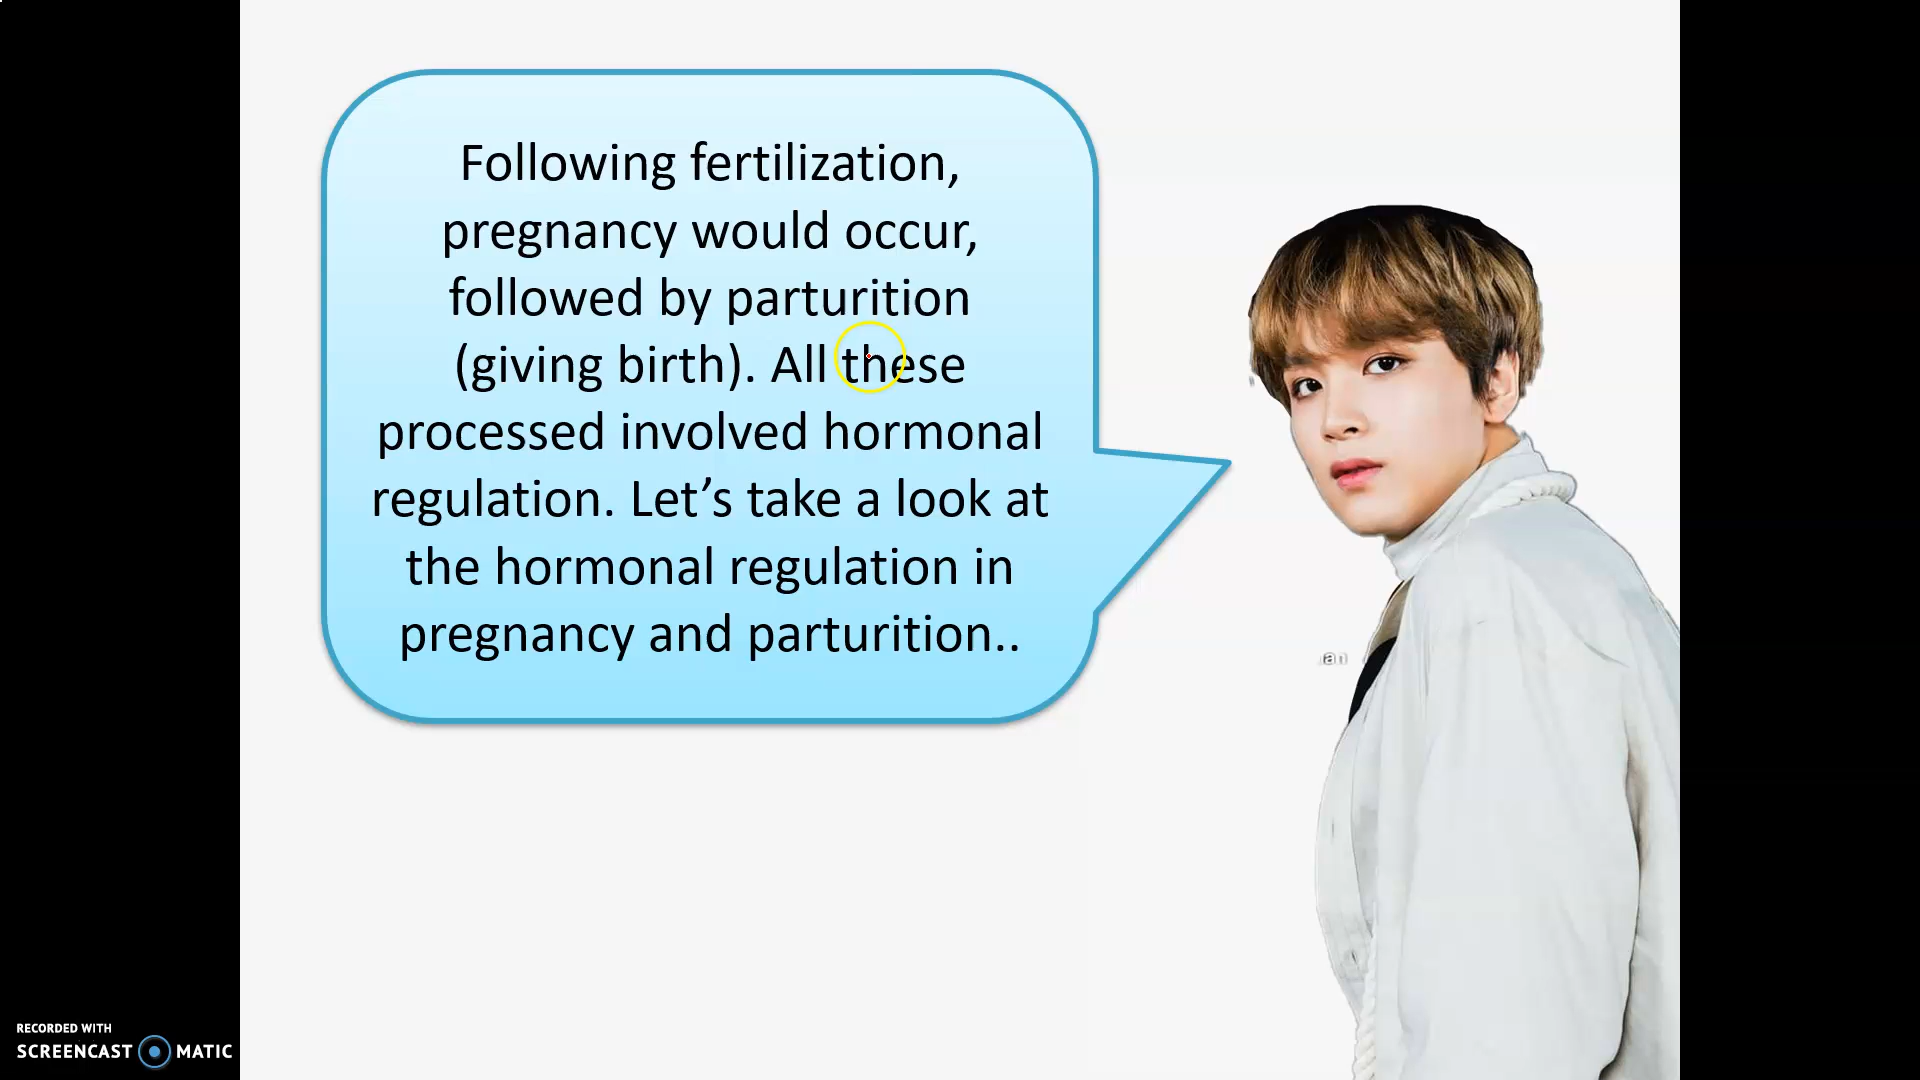 Following fertilization,
pregnancy would occur,
followed by parturition
(giving birth). All these
processed involved hormonal
regulation. Let’s take a look at
the hormonal regulation in
pregnancy and parturition..
RECORDED WITH
SCREENCAST MATIC